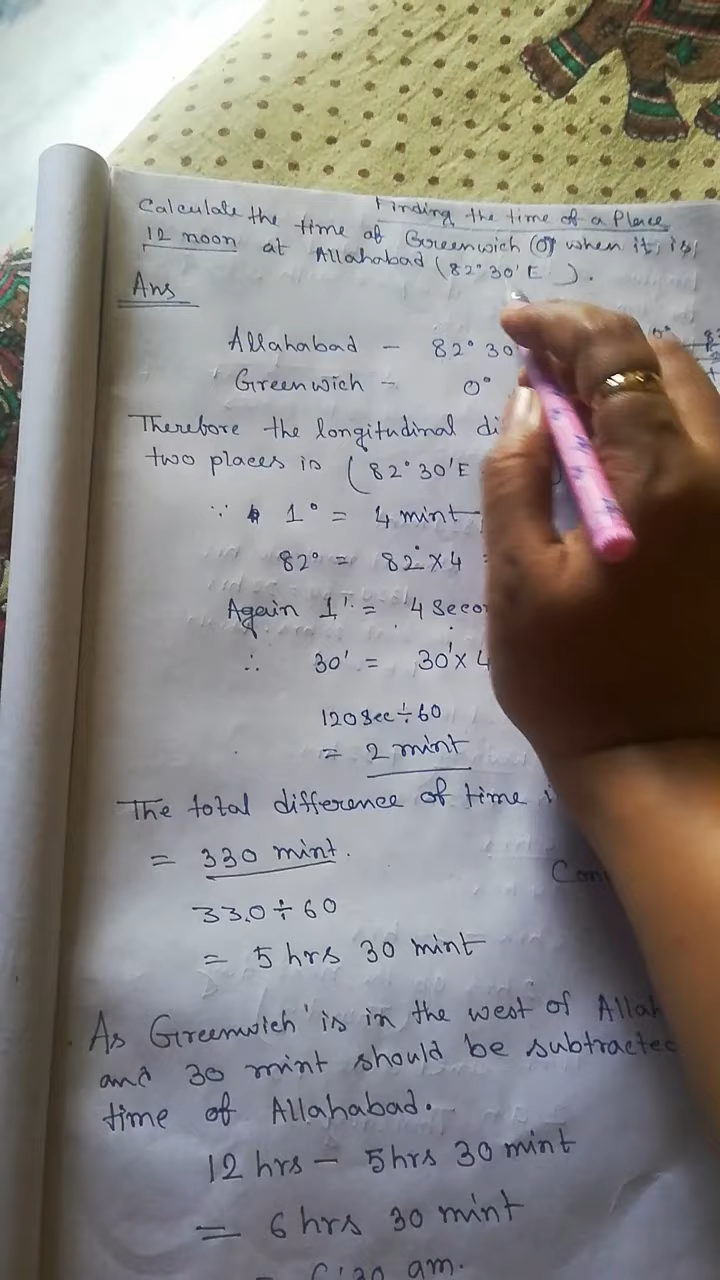 Finding the time of a Place
Calculate the time of Greenwich (0°) when it is
12 noon at Allahabad (82° 30' E ).
Ans
Allahabad - 82° 30'
Greenwich - 0°
0°
Therefore the longitudinal
two places is (82° 30'E
∵ 1° = 4 mint
82° = 82° x 4 =
Again 1' = 4
∴ 30' = 30' x 4
120 sec ÷ 60
= 2 mint
The total difference of time
= 330 mint.
330 ÷ 60
= 5 hrs 30 mint
As Greenwich is in the west of
and 30 mint should be
time of Allahabad.
12 hrs - 5 hrs 30 mint
= 6 hrs 30 mint
= 6:30 am.